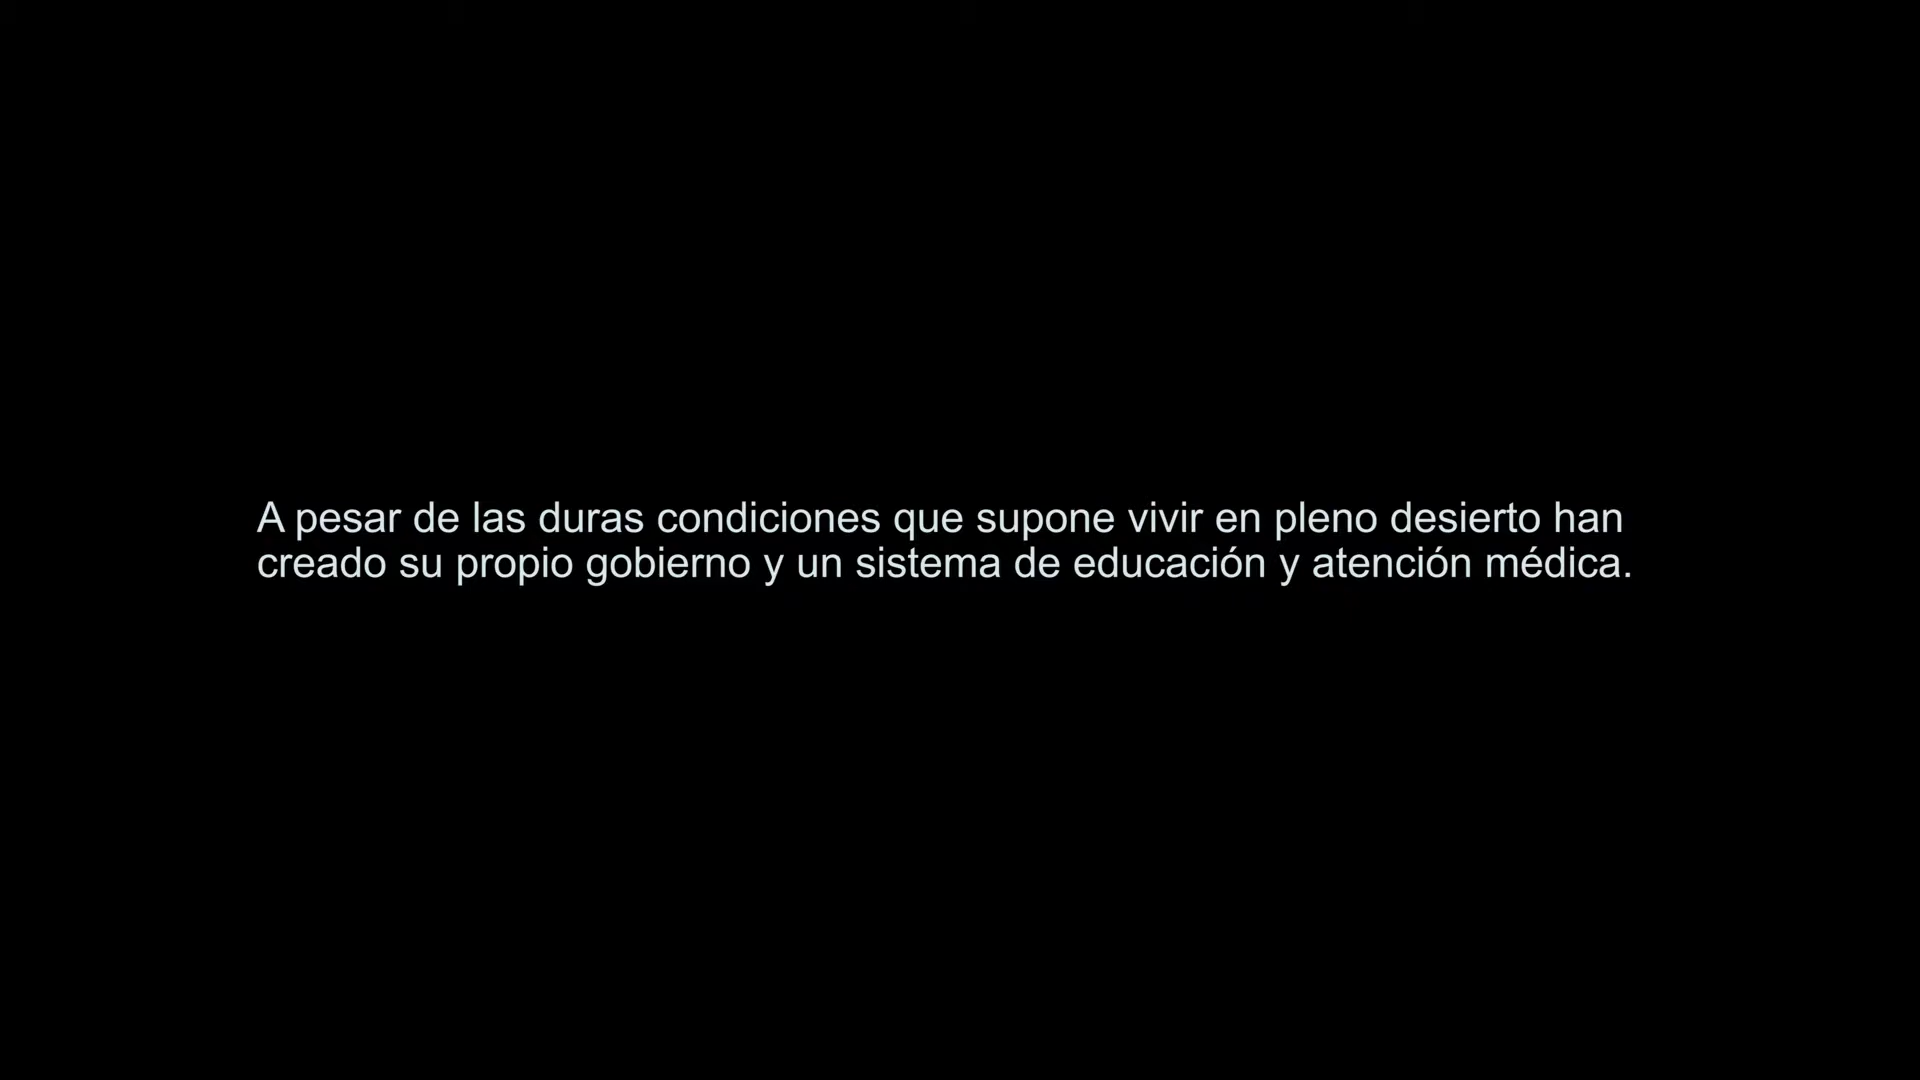 A pesar de las duras condiciones que supone vivir en pleno desierto han
creado su propio gobierno y un sistema de educación y atención médica.